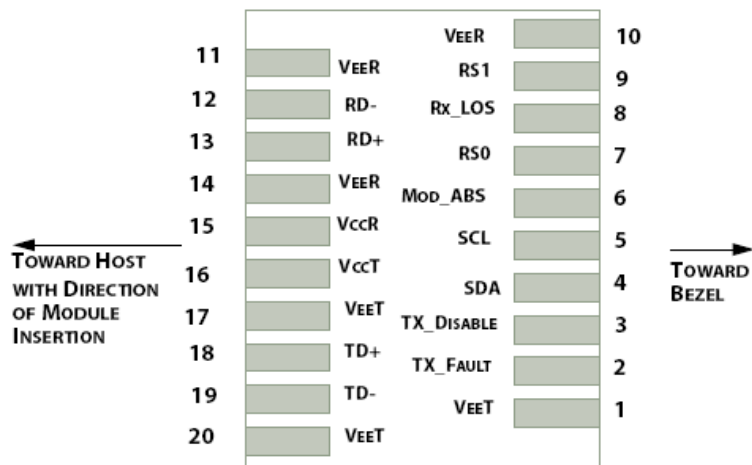 11 VEER
12 RD-
13 RD+
14 VEER
15 VCCR
16 VCCT
17 VEET
18 TD+
19 TD-
20 VEET
VEER 10
RS1 9
RX_LOS 8
RS0 7
MOD_ABS 6
SCL 5
SDA 4
TX_DISABLE 3
TX_FAULT 2
VEET 1
TOWARD HOST
WITH DIRECTION
OF MODULE
INSERTION
TOWARD
BEZEL